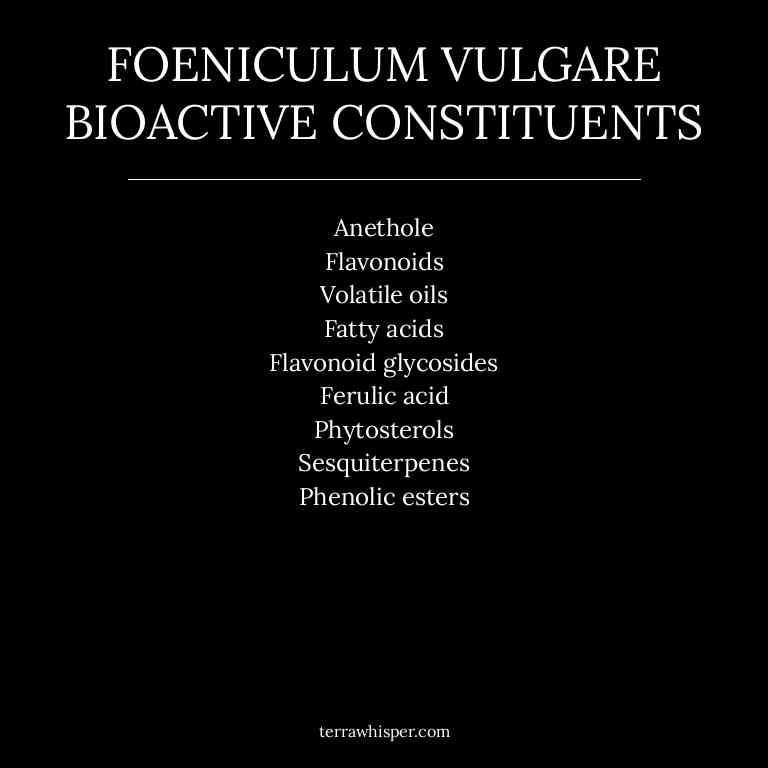 FOENICULUM VULGARE
BIOACTIVE CONSTITUENTS
Anethole
Flavonoids
Volatile oils
Fatty acids
Flavonoid glycosides
Ferulic acid
Phytosterols
Sesquiterpenes
Phenolic esters
terrawhisper.com